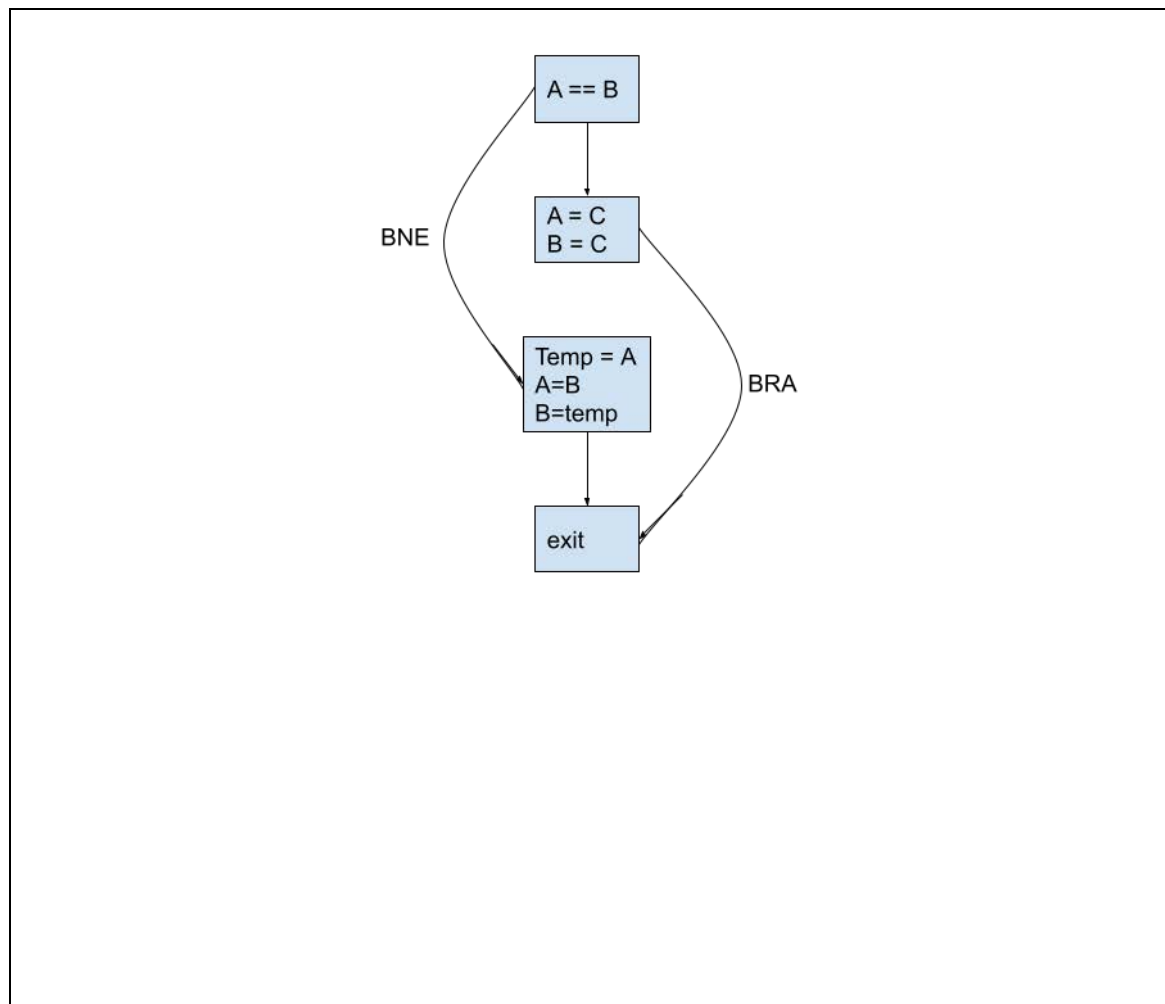 A == B
A = C
B = C
BNE
Temp = A
A=B
B=temp
BRA
exit